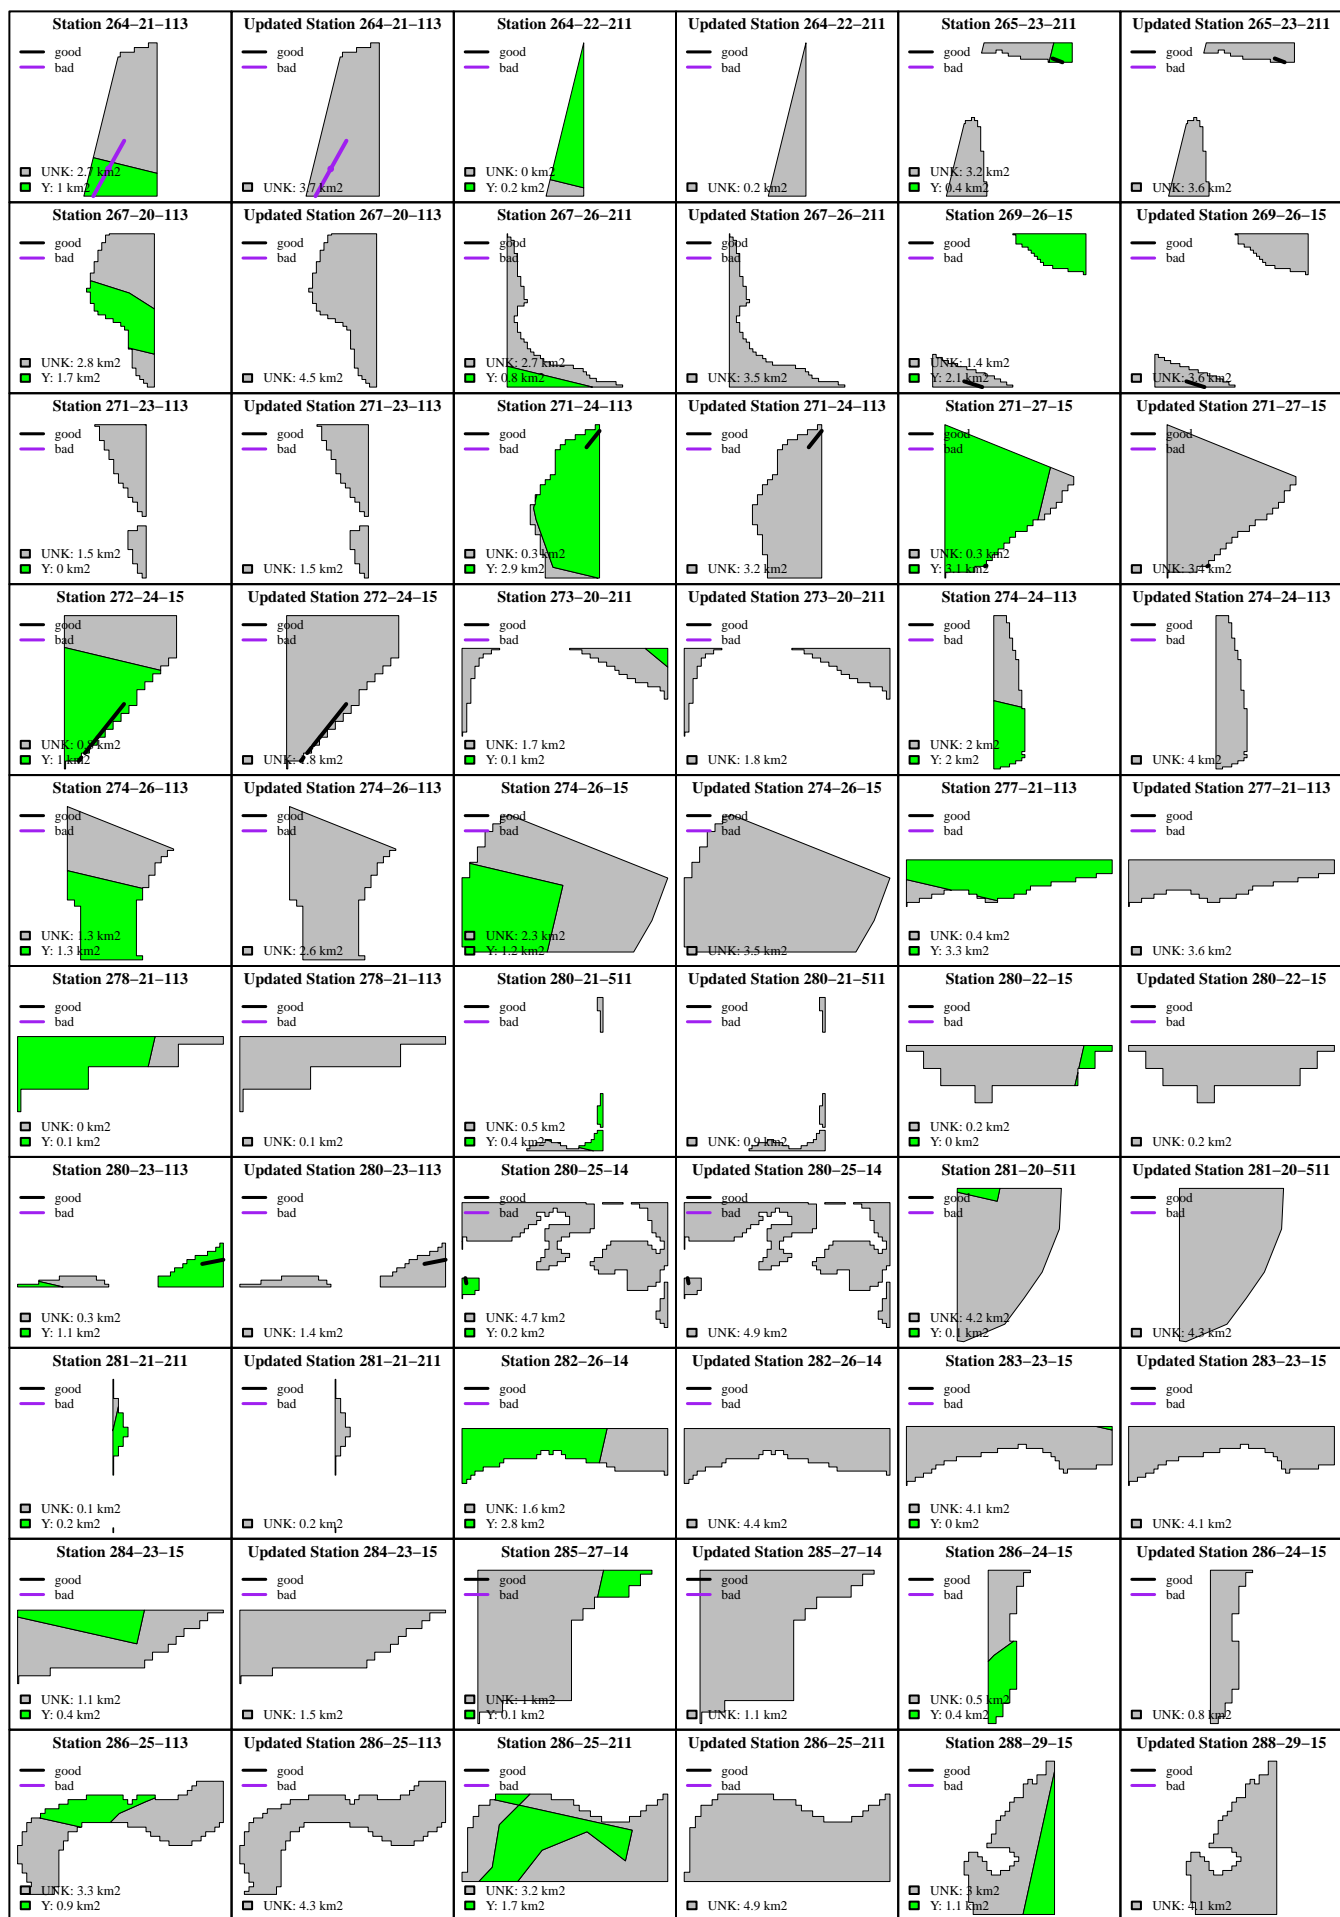 Station 264−21−113
good
bad
UNK: 2.7 km2
Y: 1 km2
Updated Station 264−21−113
good
bad
UNK: 3.7 km2
Station 264−22−211
good
bad
UNK: 0 km2
Y: 0.2 km2
Updated Station 264−22−211
good
bad
UNK: 0.2 km2
Station 265−23−211
good
bad
UNK: 3.2 km2
Y: 0.4 km2
Updated Station 265−23−211
good
bad
UNK: 3.6 km2
Station 267−20−113
good
bad
UNK: 2.8 km2
Y: 1.7 km2
Updated Station 267−20−113
good
bad
UNK: 4.5 km2
Station 267−26−211
good
bad
UNK: 2.7 km2
Y: 0.8 km2
Updated Station 267−26−211
good
bad
UNK: 3.5 km2
Station 269−26−15
good
bad
UNK: 1.4 km2
Y: 2.1 km2
Updated Station 269−26−15
good
bad
UNK: 3.6 km2
Station 271−23−113
good
bad
UNK: 1.5 km2
Y: 0 km2
Updated Station 271−23−113
good
bad
UNK: 1.5 km2
Station 271−24−113
good
bad
UNK: 0.3 km2
Y: 2.9 km2
Updated Station 271−24−113
good
bad
UNK: 3.2 km2
Station 271−27−15
good
bad
UNK: 0.3 km2
Y: 3.1 km2
Updated Station 271−27−15
good
bad
UNK: 3.4 km2
Station 272−24−15
good
bad
UNK: 0.8 km2
Y: 1 km2
Updated Station 272−24−15
good
bad
UNK: 1.8 km2
Station 273−20−211
good
bad
UNK: 1.7 km2
Y: 0.1 km2
Updated Station 273−20−211
good
bad
UNK: 1.8 km2
Station 274−24−113
good
bad
UNK: 2 km2
Y: 2 km2
Updated Station 274−24−113
good
bad
UNK: 4 km2
Station 274−26−113
good
bad
UNK: 1.3 km2
Y: 1.3 km2
Updated Station 274−26−113
good
bad
UNK: 2.6 km2
Station 274−26−15
good
bad
UNK: 2.3 km2
Y: 1.2 km2
Updated Station 274−26−15
good
bad
UNK: 3.5 km2
Station 277−21−113
good
bad
UNK: 0.4 km2
Y: 3.3 km2
Updated Station 277−21−113
good
bad
UNK: 3.6 km2
Station 278−21−113
good
bad
UNK: 0 km2
Y: 0.1 km2
Updated Station 278−21−113
good
bad
UNK: 0.1 km2
Station 280−21−511
good
bad
UNK: 0.5 km2
Y: 0.4 km2
Updated Station 280−21−511
good
bad
UNK: 0.9 km2
Station 280−22−15
good
bad
UNK: 0.2 km2
Y: 0 km2
Updated Station 280−22−15
good
bad
UNK: 0.2 km2
Station 280−23−113
good
bad
UNK: 0.3 km2
Y: 1.1 km2
Updated Station 280−23−113
good
bad
UNK: 1.4 km2
Station 280−25−14
good
bad
UNK: 4.7 km2
Y: 0.2 km2
Updated Station 280−25−14
good
bad
UNK: 4.9 km2
Station 281−20−511
good
bad
UNK: 4.2 km2
Y: 0.1 km2
Updated Station 281−20−511
good
bad
UNK: 4.3 km2
Station 281−21−211
good
bad
UNK: 0.1 km2
Y: 0.2 km2
Updated Station 281−21−211
good
bad
UNK: 0.2 km2
Station 282−26−14
good
bad
UNK: 1.6 km2
Y: 2.8 km2
Updated Station 282−26−14
good
bad
UNK: 4.4 km2
Station 283−23−15
good
bad
UNK: 4.1 km2
Y: 0 km2
Updated Station 283−23−15
good
bad
UNK: 4.1 km2
Station 284−23−15
good
bad
UNK: 1.1 km2
Y: 0.4 km2
Updated Station 284−23−15
good
bad
UNK: 1.5 km2
Station 285−27−14
good
bad
UNK: 1 km2
Y: 0.1 km2
Updated Station 285−27−14
good
bad
UNK: 1.1 km2
Station 286−24−15
good
bad
UNK: 0.5 km2
Y: 0.4 km2
Updated Station 286−24−15
good
bad
UNK: 0.8 km2
Station 286−25−113
good
bad
UNK: 3.3 km2
Y: 0.9 km2
Updated Station 286−25−113
good
bad
UNK: 4.3 km2
Station 286−25−211
good
bad
UNK: 3.2 km2
Y: 1.7 km2
Updated Station 286−25−211
good
bad
UNK: 4.9 km2
Station 288−29−15
good
bad
UNK: 3 km2
Y: 1.1 km2
Updated Station 288−29−15
good
bad
UNK: 4.1 km2